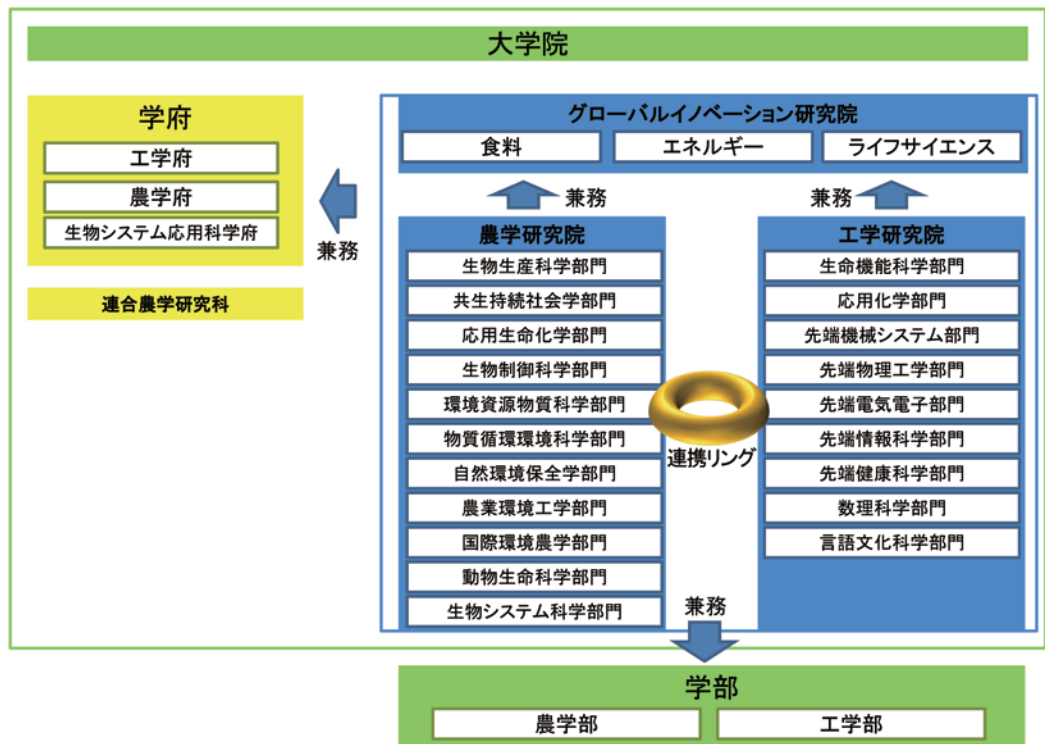 大学院
学府
工学府
農学府
生物システム応用科学府
連合農学研究科
兼務
グローバルイノベーション研究院
食料
エネルギー
ライフサイエンス
兼務
兼務
農学研究院
生物生産科学部門
共生持続社会学部門
応用生命化学部門
生物制御科学部門
環境資源物質科学部門
物質循環環境科学部門
自然環境保全学部門
農業環境工学部門
国際環境農学部門
動物生命科学部門
生物システム科学部門
連携リング
工学研究院
生命機能科学部門
応用化学部門
先端機械システム部門
先端物理工学部門
先端電気電子部門
先端情報科学部門
先端健康科学部門
数理科学部門
言語文化科学部門
兼務
学部
農学部
工学部